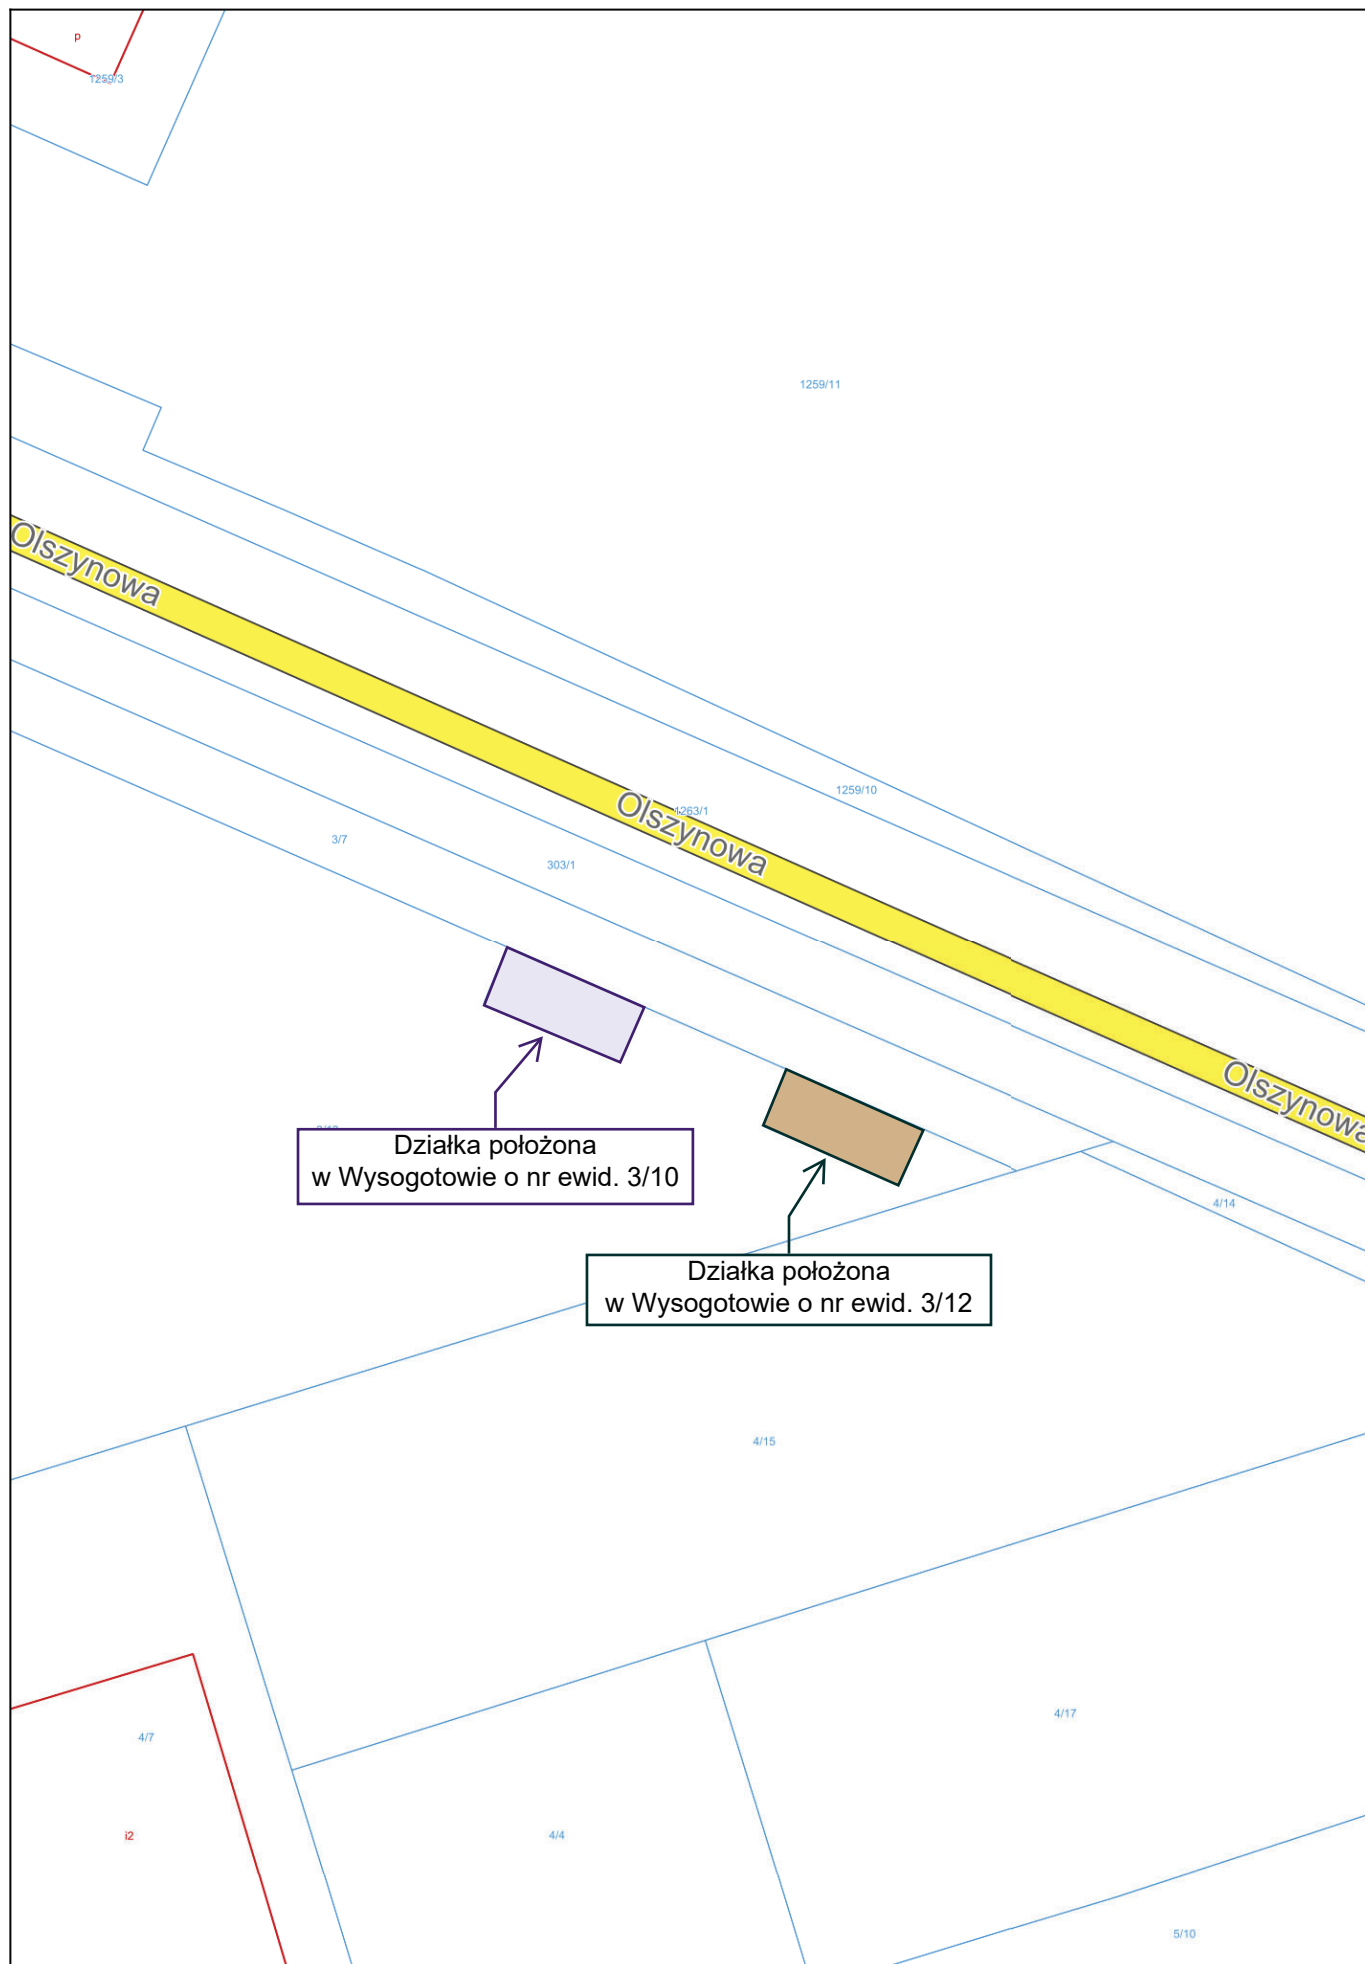 p
1259/3
1259/11
Olszynowa
1259/10
1263/1
Olszynowa
3/7
303/1
Olszynowa
Działka położona
w Wysogotowie o nr ewid. 3/10
4/14
Działka położona
w Wysogotowie o nr ewid. 3/12
4/15
4/17
4/7
i2
4/4
5/10